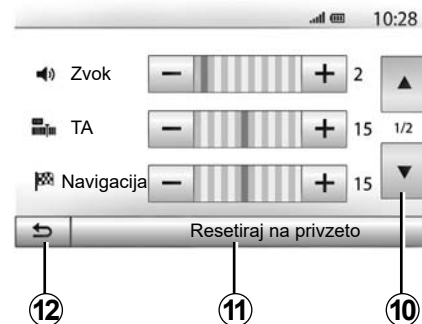 10:28
Zvok 2
TA 15 1/2
Navigacija 15
Resetiraj na privzeto
12 11 10